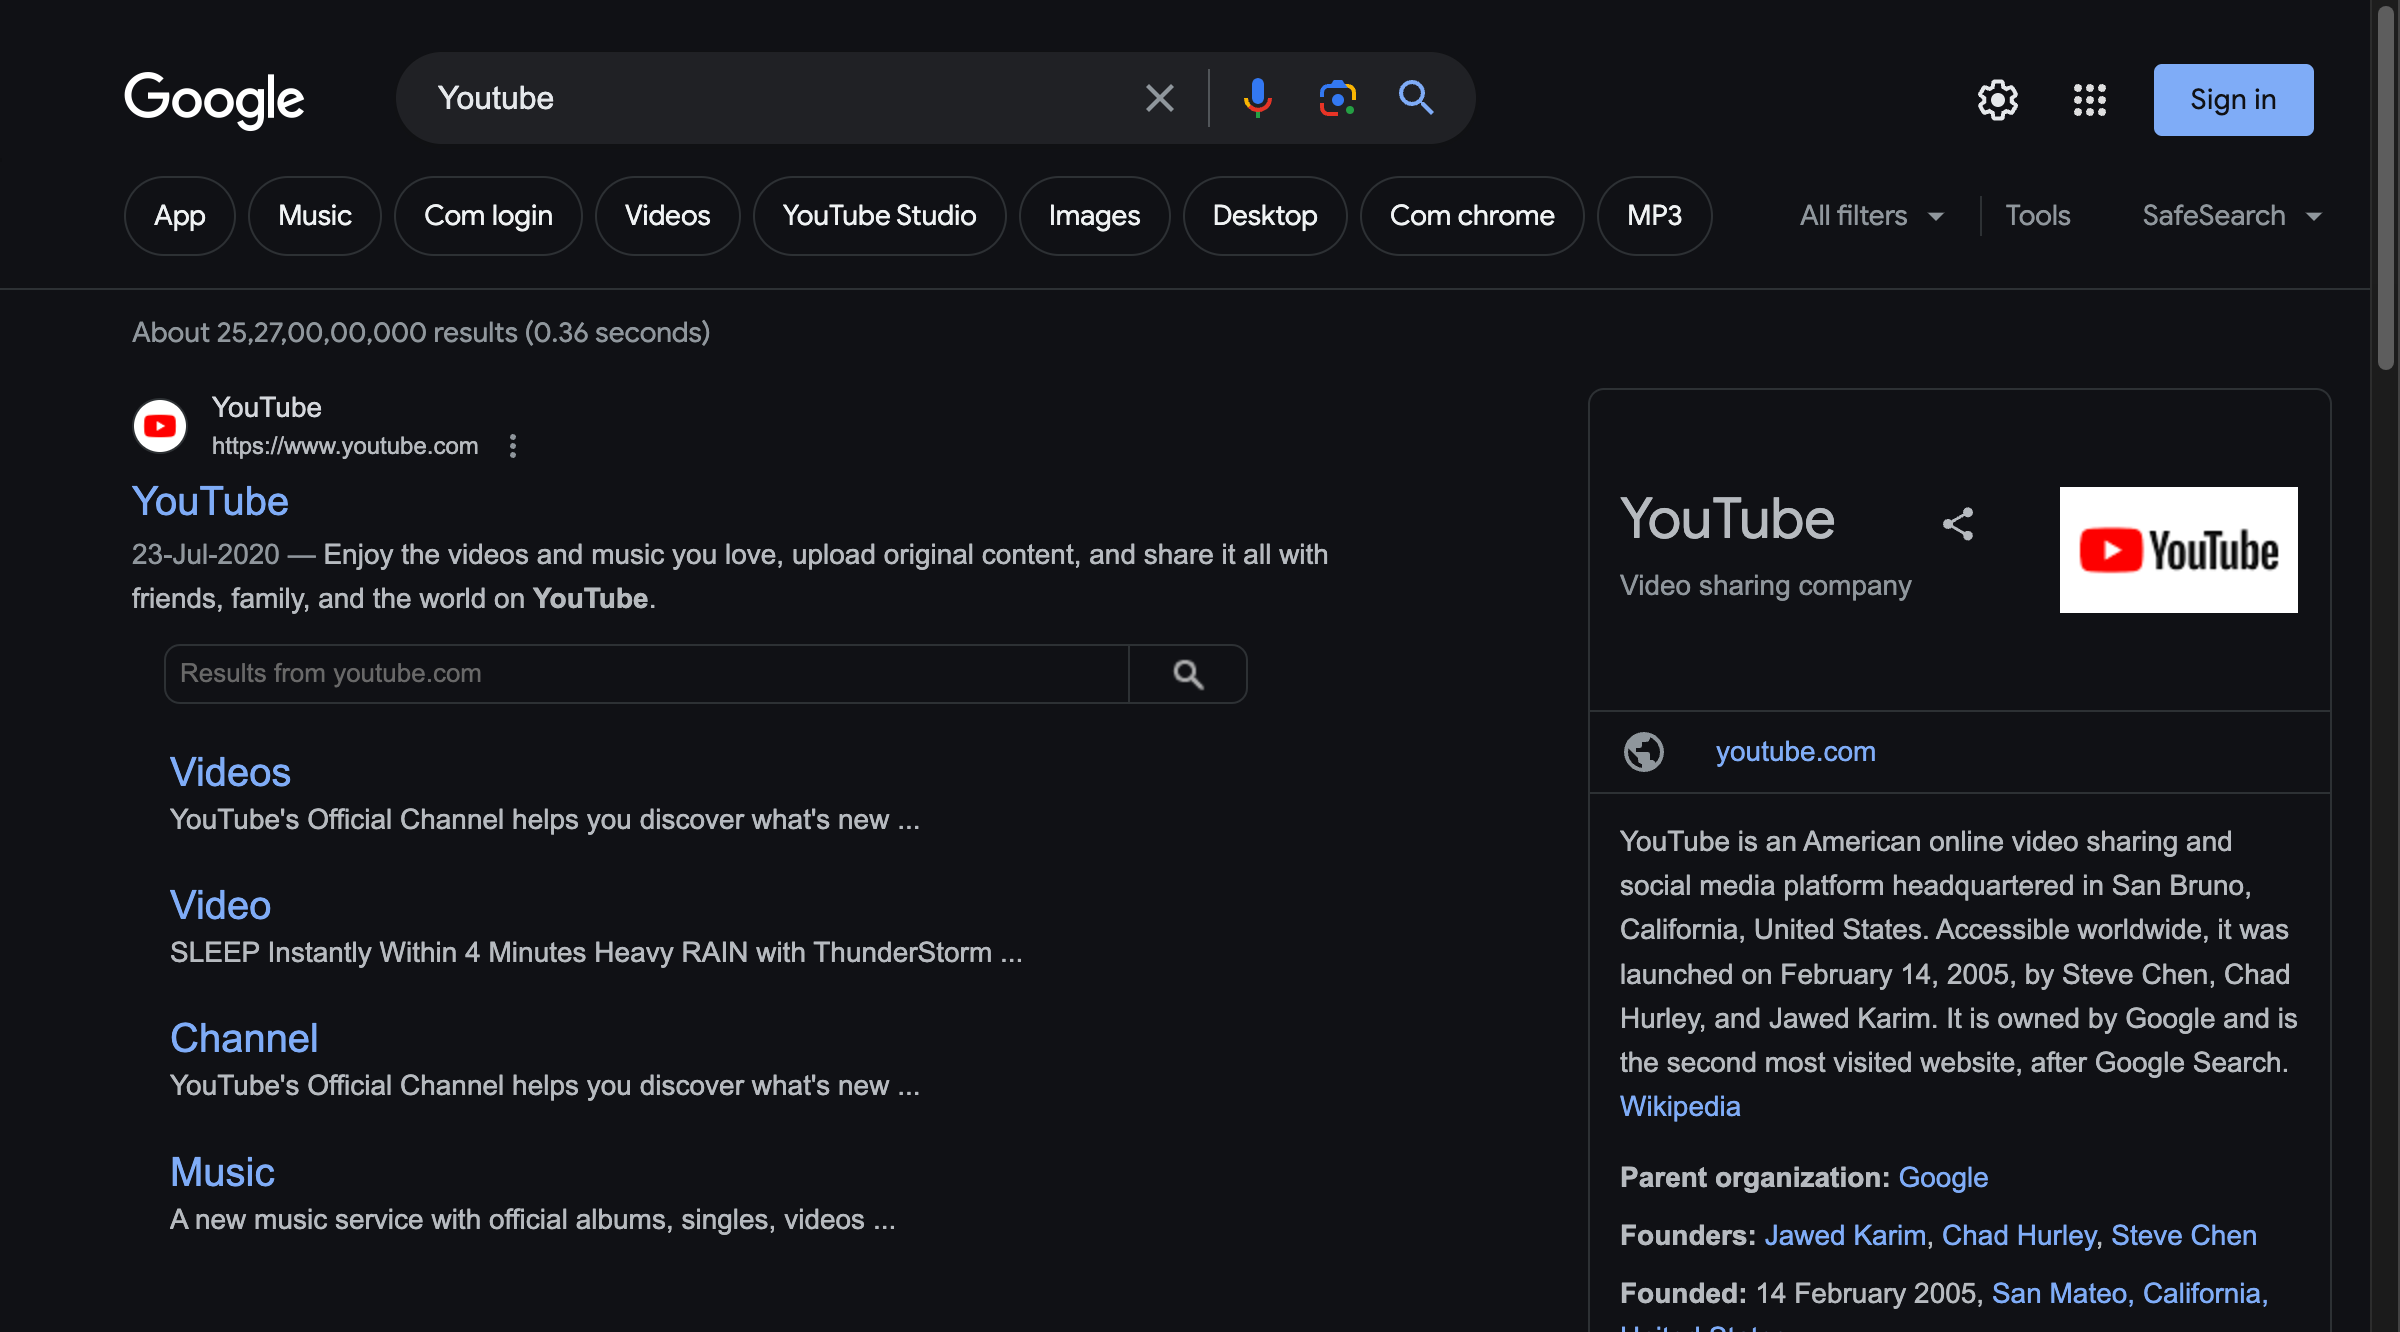 Google
Youtube
Sign in
App
Music
Com login
Videos
YouTube Studio
Images
Desktop
Com chrome
MP3
All filters
Tools
SafeSearch
About 25,27,00,00,000 results (0.36 seconds)
YouTube
https://www.youtube.com
YouTube
23-Jul-2020 — Enjoy the videos and music you love, upload original content, and share it all with
friends, family, and the world on YouTube.
Results from youtube.com
Videos
YouTube's Official Channel helps you discover what's new ...
Video
SLEEP Instantly Within 4 Minutes Heavy RAIN with ThunderStorm ...
Channel
YouTube's Official Channel helps you discover what's new ...
Music
A new music service with official albums, singles, videos ...
YouTube
Video sharing company
YouTube
youtube.com
YouTube is an American online video sharing and
social media platform headquartered in San Bruno,
California, United States. Accessible worldwide, it was
launched on February 14, 2005, by Steve Chen, Chad
Hurley, and Jawed Karim. It is owned by Google and is
the second most visited website, after Google Search.
Wikipedia
Parent organization: Google
Founders: Jawed Karim, Chad Hurley, Steve Chen
Founded: 14 February 2005, San Mateo, California,